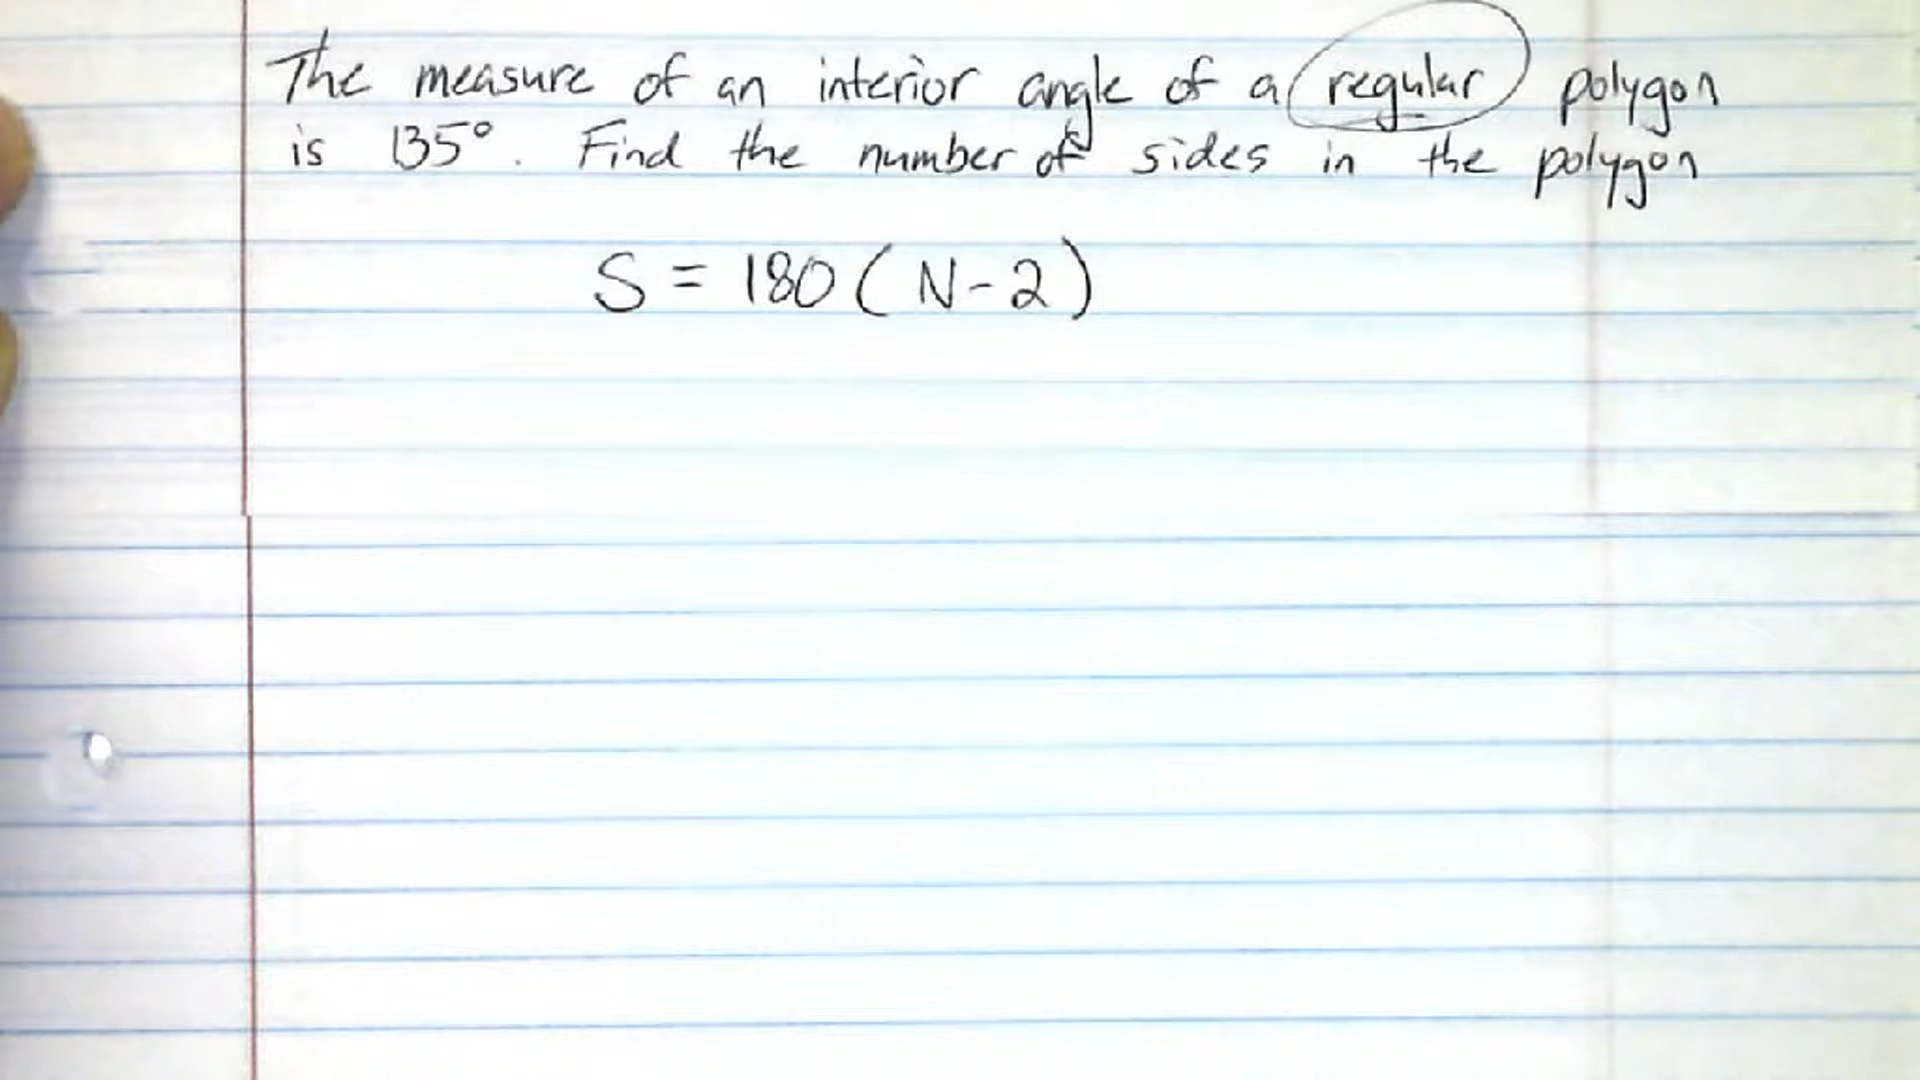 The measure of an interior angle of a regular polygon
is 135°. Find the number of sides in the polygon
S = 180 ( N - 2 )